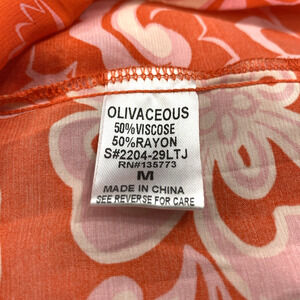 OLIVACEOUS
50%VISCOSE
50%RAYON
S#2204-29LTJ
RN#135773
M
MADE IN CHINA
SEE REVERSE FOR CARE